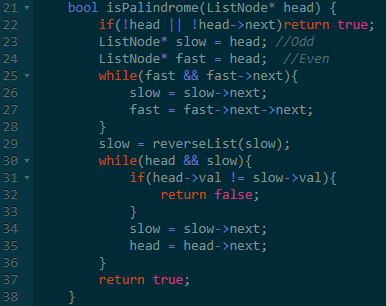 21 bool isPalindrome(ListNode* head) {
22 if(!head || !head->next)return true;
23 ListNode* slow = head; //Odd
24 ListNode* fast = head;  //Even
25 while(fast && fast->next){
26 slow = slow->next;
27 fast = fast->next->next;
28 }
29 slow = reverseList(slow);
30 while(head && slow){
31 if(head->val != slow->val){
32 return false;
33 }
34 slow = slow->next;
35 head = head->next;
36 }
37 return true;
38 }